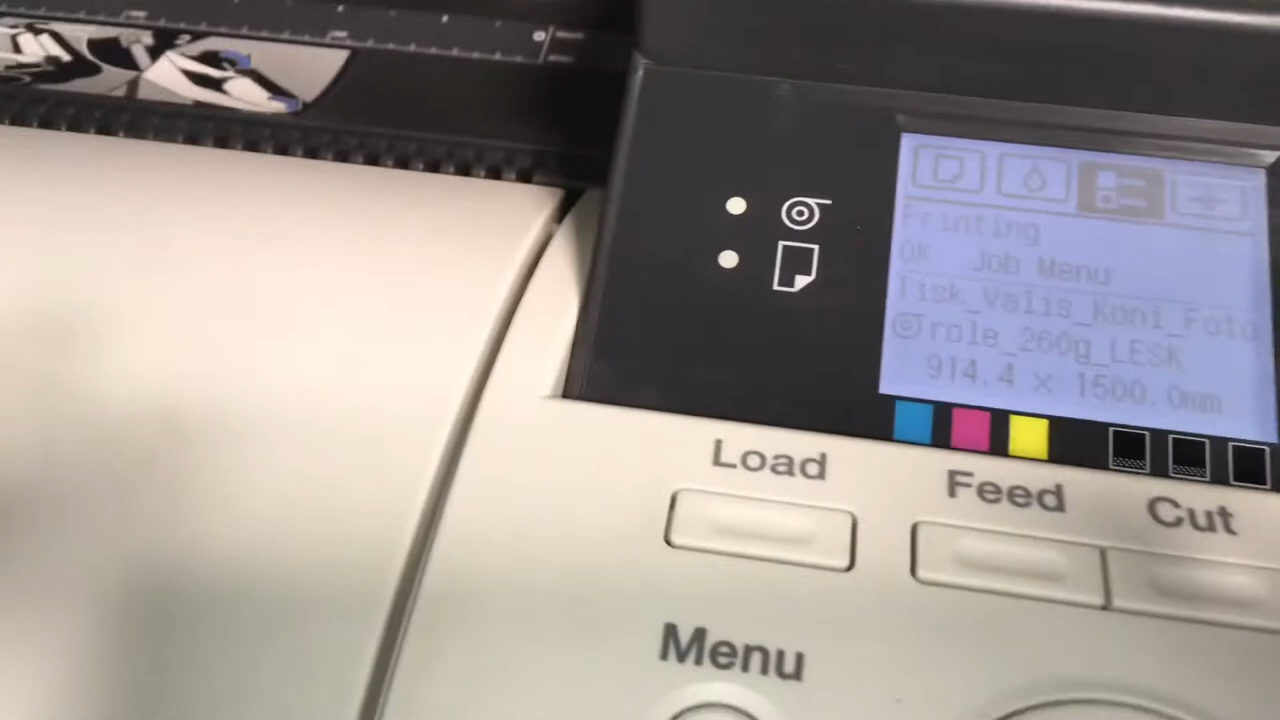 Printing
OK Job Menu
Tisk_Valis_Koni_Foto
role_260g_LESK
914.4 × 1500.0mm
Load
Feed
Cut
Menu